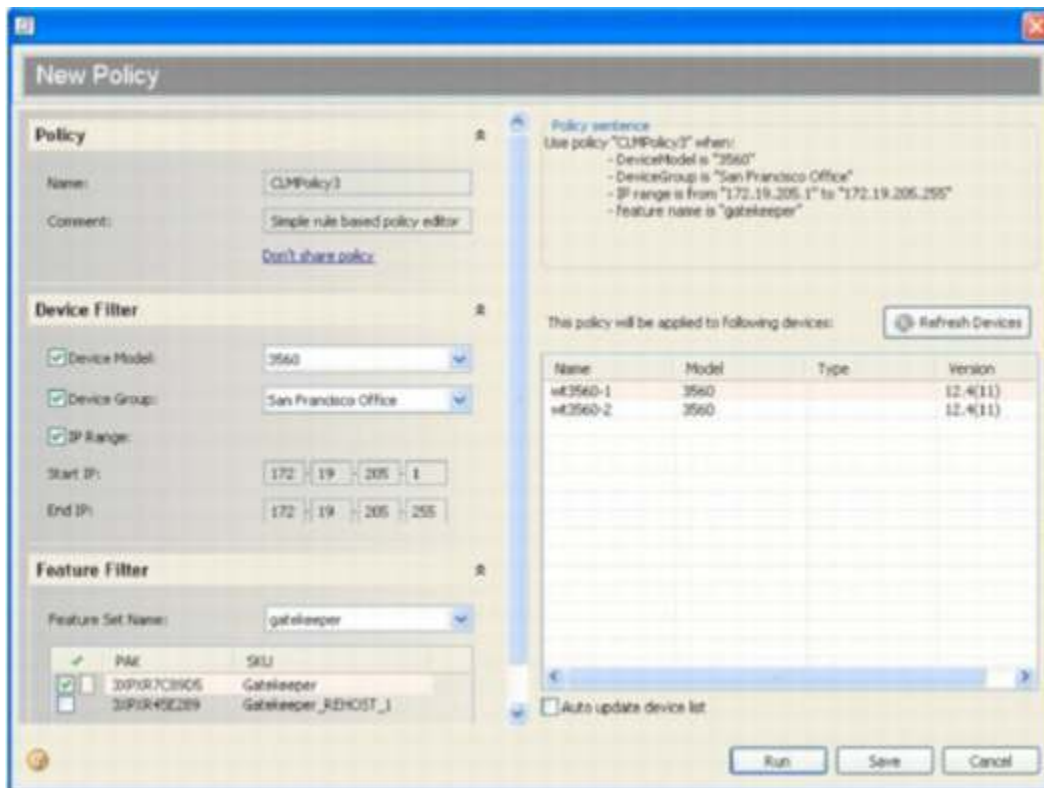 New Policy
Policy
Name: CLMPolicy3
Comment: Simple rule based policy editor
Don't share policy
Device Filter
Device Model: 3560
Device Group: San Francisco Office
IP Range:
Start IP: 172 . 19 . 205 . 1
End IP: 172 . 19 . 205 . 255
Feature Filter
Feature Set Name: gatekeeper
PAK SKU
Gatekeeper
Gatekeeper_REHOST_1
Policy sentence
Use policy "CLMPolicy3" when:
- DeviceModel is "3560"
- DeviceGroup is "San Francisco Office"
- IP range is from "172.19.205.1" to "172.19.205.255"
- feature name is "gatekeeper"
This policy will be applied to following devices: Refresh Devices
Name Model Type Version
wt3560-1 3560 12.4(11)
wt3560-2 3560 12.4(11)
Auto update device list
Run Save Cancel